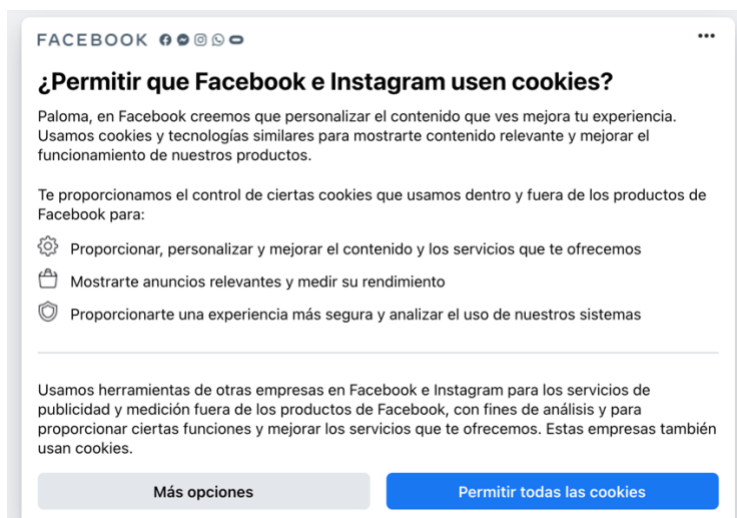 FACEBOOK
¿Permitir que Facebook e Instagram usen cookies?
Paloma, en Facebook creemos que personalizar el contenido que ves mejora tu experiencia.
Usamos cookies y tecnologías similares para mostrarte contenido relevante y mejorar el
funcionamiento de nuestros productos.
Te proporcionamos el control de ciertas cookies que usamos dentro y fuera de los productos de
Facebook para:
Proporcionar, personalizar y mejorar el contenido y los servicios que te ofrecemos
Mostrarte anuncios relevantes y medir su rendimiento
Proporcionarte una experiencia más segura y analizar el uso de nuestros sistemas
Usamos herramientas de otras empresas en Facebook e Instagram para los servicios de
publicidad y medición fuera de los productos de Facebook, con fines de análisis y para
proporcionar ciertas funciones y mejorar los servicios que te ofrecemos. Estas empresas también
usan cookies.
Más opciones
Permitir todas las cookies